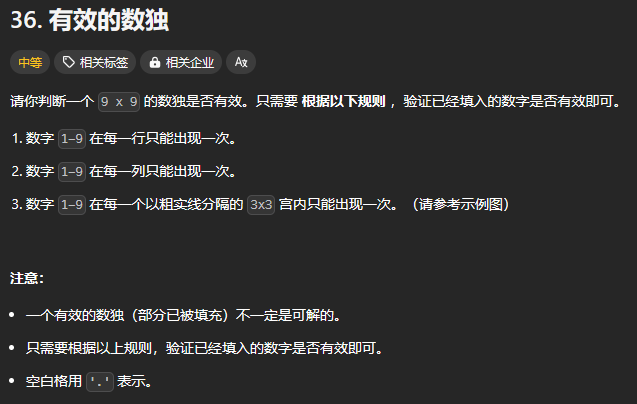 36. 有效的数独
中等 相关标签 相关企业 Aあ
请你判断一个 9 x 9 的数独是否有效。只需要 根据以下规则 ，验证已经填入的数字是否有效即可。
1. 数字 1-9 在每一行只能出现一次。
2. 数字 1-9 在每一列只能出现一次。
3. 数字 1-9 在每一个以粗实线分隔的 3x3 宫内只能出现一次。（请参考示例图）
注意：
• 一个有效的数独（部分已被填充）不一定是可解的。
• 只需要根据以上规则，验证已经填入的数字是否有效即可。
• 空白格用 '.' 表示。